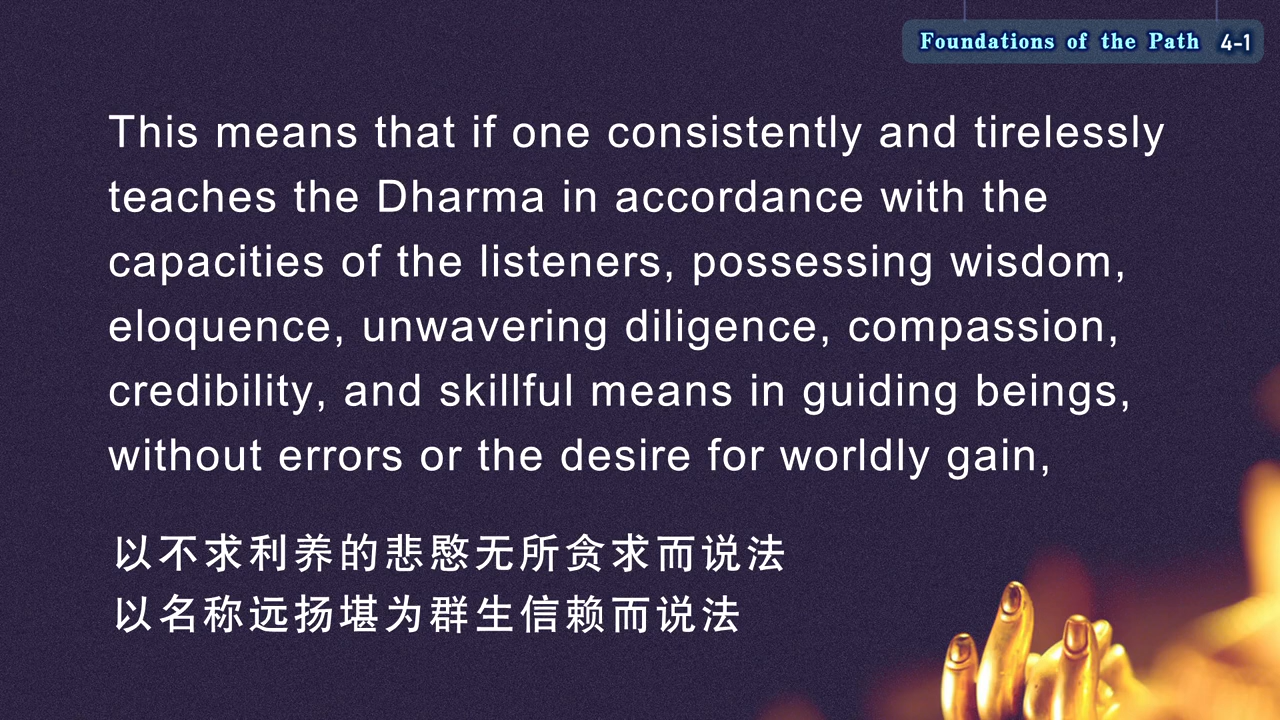 Foundations of the Path 4-1
This means that if one consistently and tirelessly
teaches the Dharma in accordance with the
capacities of the listeners, possessing wisdom,
eloquence, unwavering diligence, compassion,
credibility, and skillful means in guiding beings,
without errors or the desire for worldly gain,
以不求利养的悲愍无所贪求而说法
以名称远扬堪为群生信赖而说法